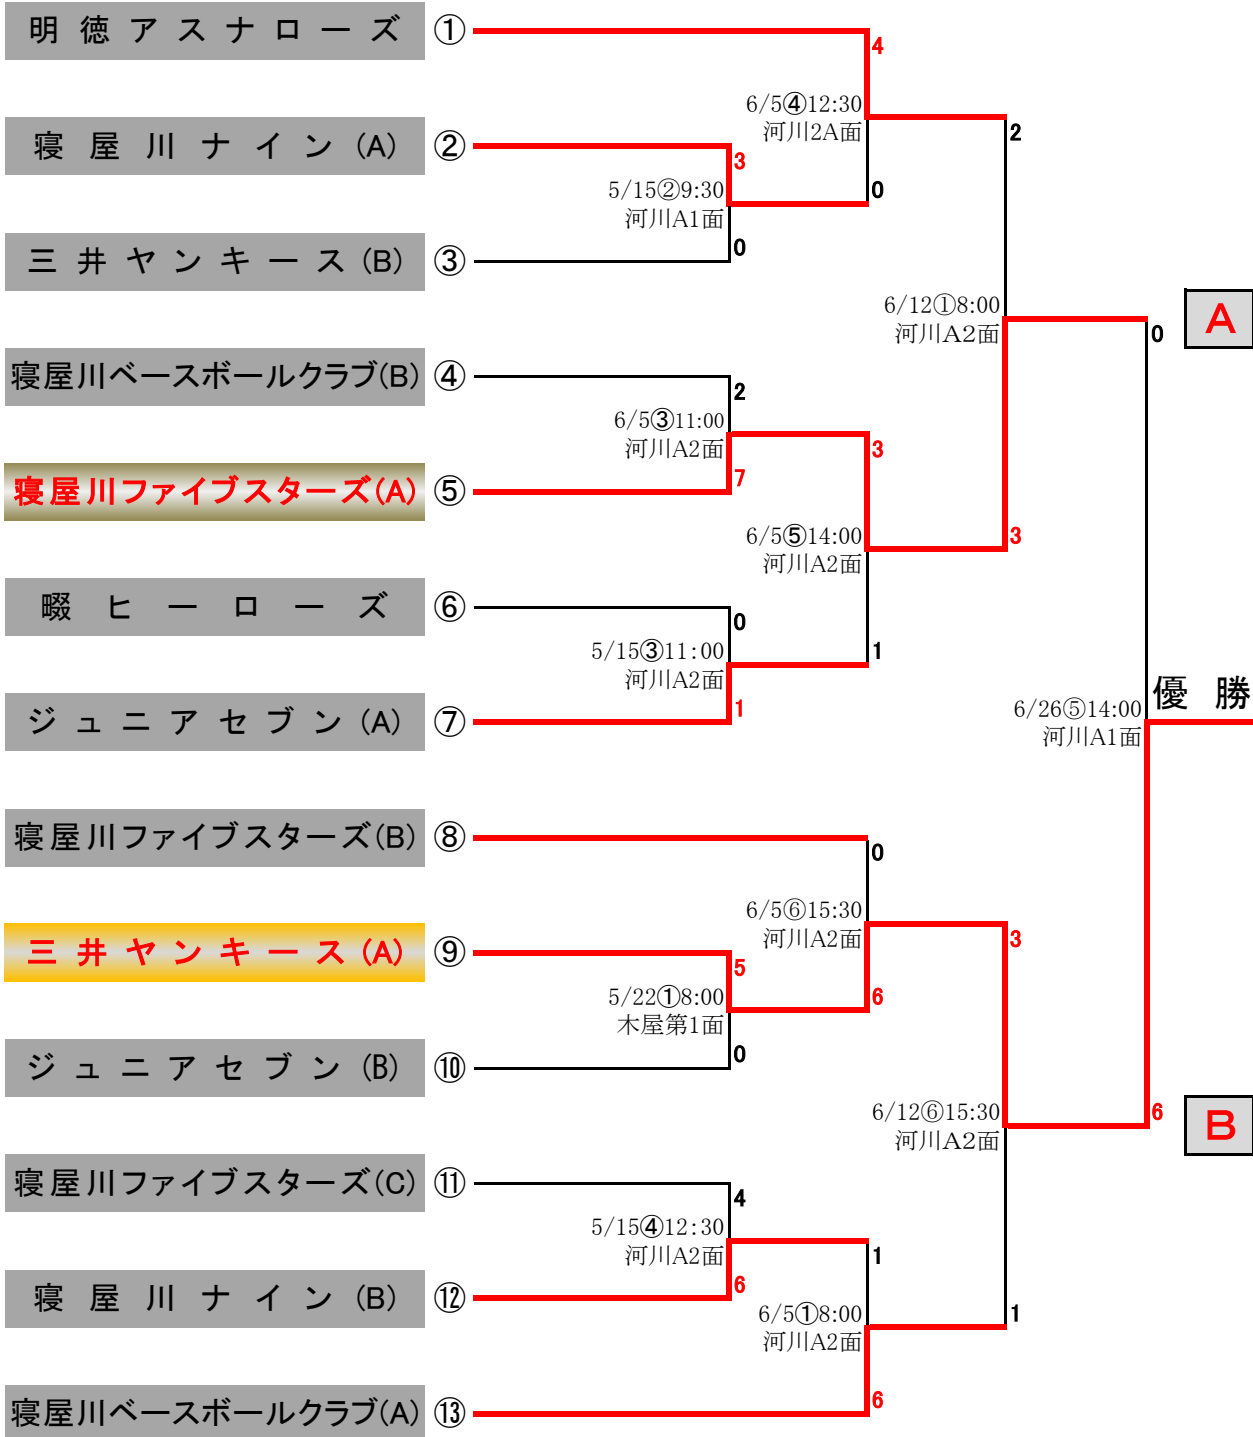 明徳アスナローズ ①
4
6/5④12:30
河川2A面
2
寝屋川ナイン(A) ②
3
5/15②9:30
河川A1面
0
0
三井ヤンキース(B) ③
6/12①8:00
河川A2面
0
A
寝屋川ベースボールクラブ(B) ④
2
6/5③11:00
河川A2面
3
寝屋川ファイブスターズ(A) ⑤
7
6/5⑤14:00
河川A2面
3
畷ヒーローズ ⑥
0
5/15③11:00
河川A2面
1
ジュニアセブン(A) ⑦
1
6/26⑤14:00
河川A1面
優勝
寝屋川ファイブスターズ(B) ⑧
0
6/5⑥15:30
河川A2面
3
三井ヤンキース(A) ⑨
5
5/22①8:00
木屋第1面
6
0
ジュニアセブン(B) ⑩
6/12⑥15:30
河川A2面
6
B
寝屋川ファイブスターズ(C) ⑪
4
5/15④12:30
河川A2面
1
寝屋川ナイン(B) ⑫
6
6/5①8:00
河川A2面
1
寝屋川ベースボールクラブ(A) ⑬
6